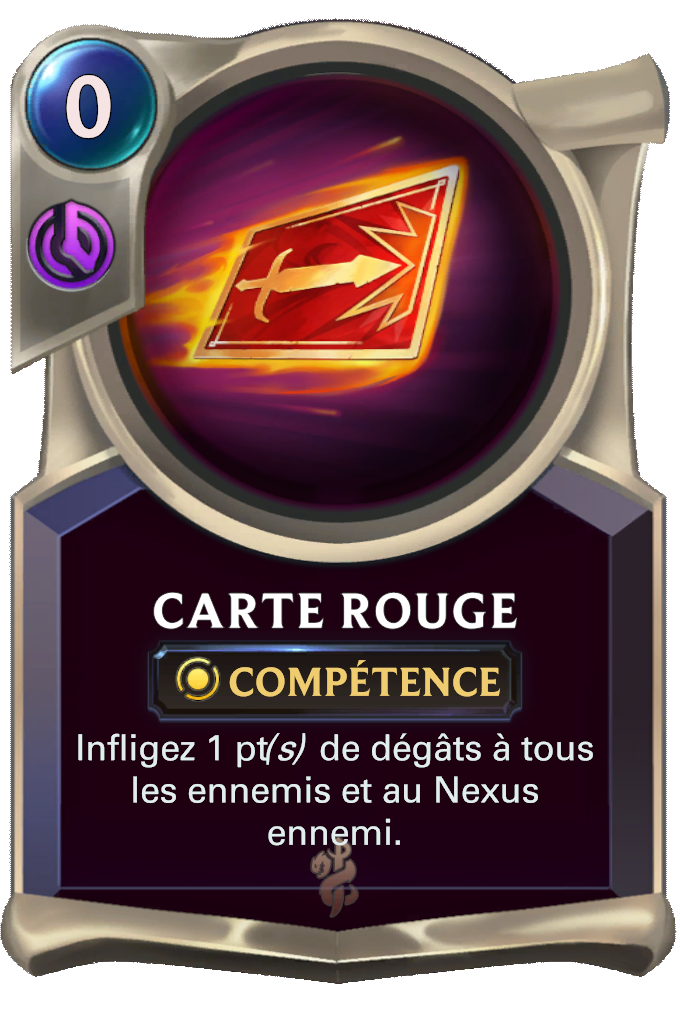 0
CARTE ROUGE
COMPÉTENCE
Infligez 1 pt(s) de dégâts à tous
les ennemis et au Nexus
ennemi.